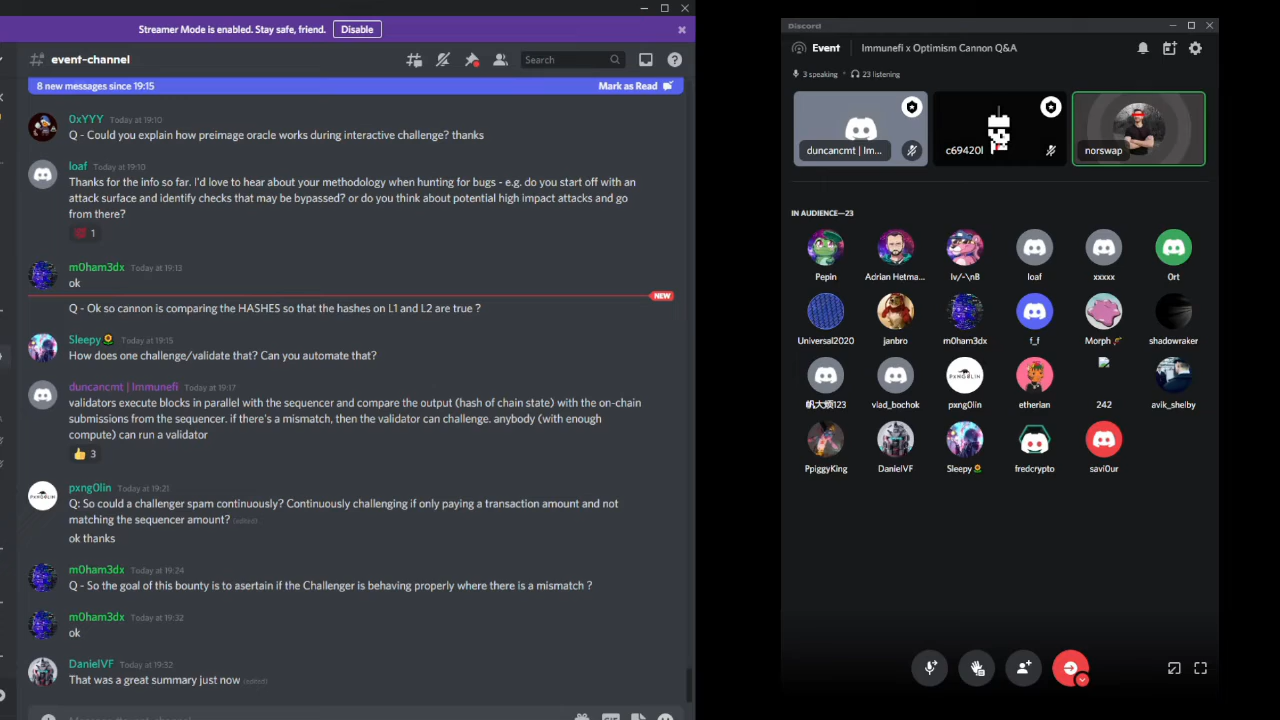 Streamer Mode is enabled. Stay safe, friend.
Disable
event-channel
Search
8 new messages since 19:15
Mark as Read
0xYYY Today at 19:10
Q - Could you explain how preimage oracle works during interactive challenge? thanks
loaf Today at 19:10
Thanks for the info so far. I'd love to hear about your methodology when hunting for bugs - e.g. do you start off with an
attack surface and identify checks that may be bypassed? or do you think about potential high impact attacks and go
from there?
1
m0ham3dx Today at 19:13
ok
NEW
Q - Ok so cannon is comparing the HASHES so that the hashes on L1 and L2 are true ?
Sleepy Today at 19:15
How does one challenge/validate that? Can you automate that?
duncancmt | Immunefi Today at 19:17
validators execute blocks in parallel with the sequencer and compare the output (hash of chain state) with the on-chain
submissions from the sequencer. if there's a mismatch, then the validator can challenge. anybody (with enough
compute) can run a validator
3
pxng0lin Today at 19:21
Q: So could a challenger spam continuously? Continuously challenging if only paying a transaction amount and not
matching the sequencer amount? (edited)
ok thanks
m0ham3dx Today at 19:24
Q - So the goal of this bounty is to asertain if the Challenger is behaving properly where there is a mismatch ?
m0ham3dx Today at 19:32
ok
DanielVF Today at 19:32
That was a great summary just now (edited)
Discord
Event
Immunefi x Optimism Cannon Q&A
3 speaking · 23 listening
duncancmt | Im...
c69420l
norswap
IN AUDIENCE—23
Pepin
Adrian Hetma...
lv/-\nB
loaf
xxxxx
0rt
Universal2020
janbro
m0ham3dx
f_f
Morph
shadowraker
帆大烦123
vlad_bochok
pxng0lin
etherian
242
avik_shelby
PpiggyKing
DanielVF
Sleepy
fredcrypto
savi0ur